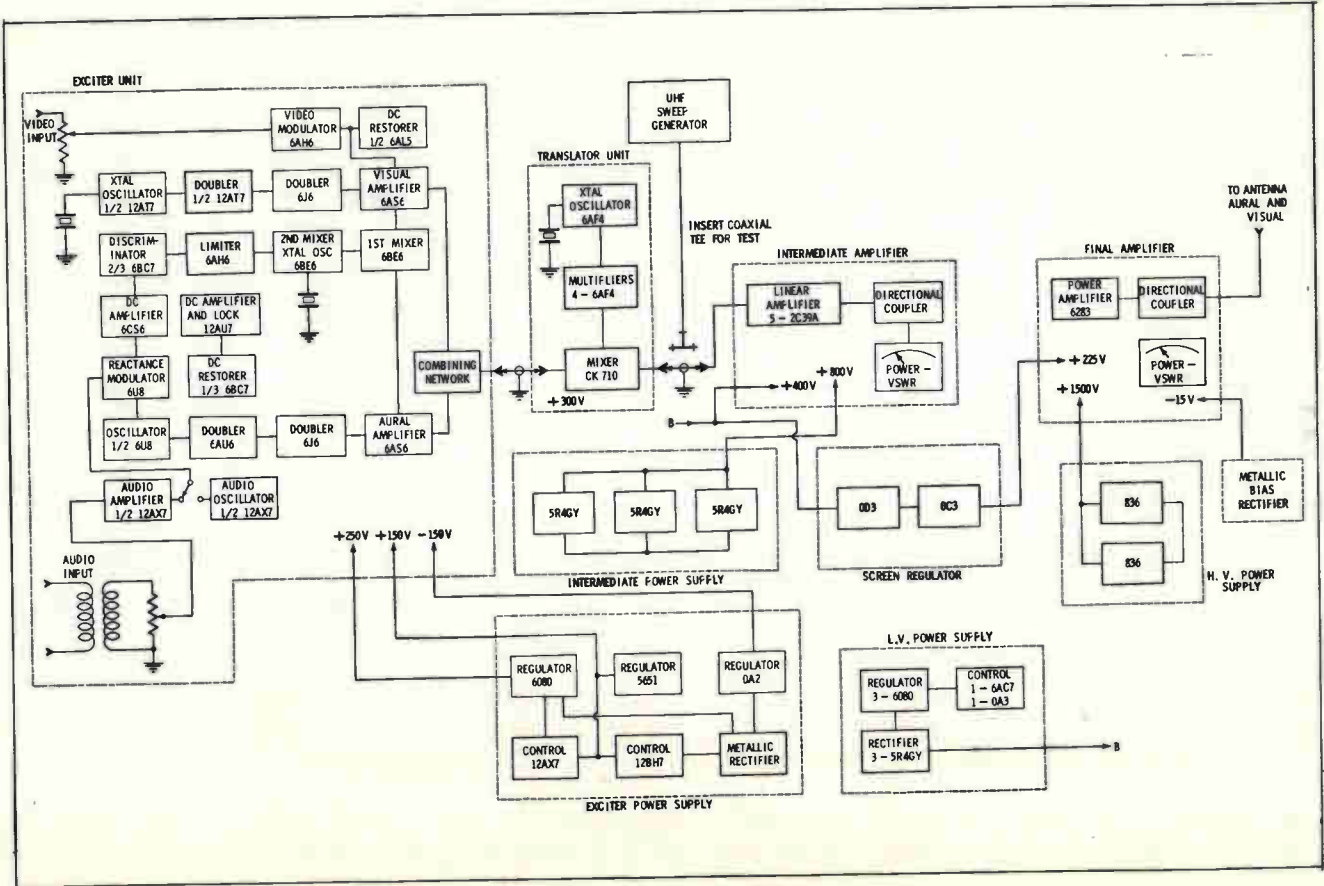 EXCITER UNIT
VIDEO
INPUT
VIDEO
MODULATOR
6AH6
DC
RESTORER
1/2 6AL5
XTAL
OSCILLATOR
1/2 12AT7
DOUBLER
1/2 12AT7
DOUBLER
6J6
VISUAL
AMPLIFIER
6AS6
DISCRIM-
INATOR
2/3 6BC7
LIMITER
6AH6
2ND MIXER
XTAL OSC
6BE6
1ST MIXER
6BE6
DC
AMPLIFIER
6CS6
DC AMPLIFIER
AND LOCK
12AU7
REACTANCE
MODULATOR
6U8
DC
RESTORER
1/3 6BC7
COMBINING
NETWORK
OSCILLATOR
1/2 6U8
DOUBLER
6AU6
DOUBLER
6J6
AURAL
AMPLIFIER
6AS6
AUDIO
AMPLIFIER
1/2 12AX7
AUDIO
OSCILLATOR
1/2 12AX7
AUDIO
INPUT
+250V +150V -150V
TRANSLATOR UNIT
XTAL
OSCILLATOR
6AF4
MULTIFLIERS
4 - 6AF4
MIXER
CK 710
+300V
UHF
SWEEP
GENERATOR
INSERT COAXIAL
TEE FOR TEST
INTERMEDIATE AMPLIFIER
LINEAR
AMPLIFIER
5 - 2C39A
DIRECTIONAL
COUPLER
POWER -
VSWR
+400V
+800V
B
TO ANTENNA
AURAL AND
VISUAL
FINAL AMPLIFIER
POWER
AMPLIFIER
6283
DIRECTIONAL
COUPLER
+225V
+1500V
POWER -
VSWR
-15V
METALLIC
BIAS
RECTIFIER
836
836
H.V. POWER
SUPPLY
5R4GY
5R4GY
5R4GY
INTERMEDIATE POWER SUPPLY
0D3
0C3
SCREEN REGULATOR
REGULATOR
6080
REGULATOR
5651
REGULATOR
0A2
CONTROL
12AX7
CONTROL
12BH7
METALLIC
RECTIFIER
EXCITER POWER SUPPLY
L.V. POWER SUPPLY
REGULATOR
3 - 6080
CONTROL
1 - 6AC7
1 - 0A3
RECTIFIER
3 - 5R4GY
B